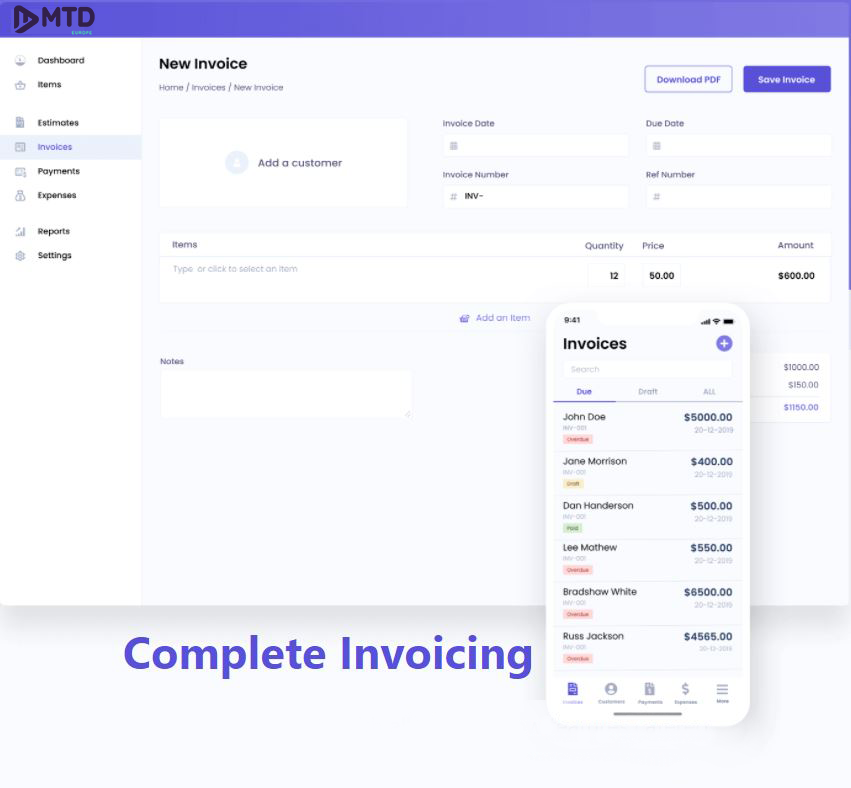 MTD
EUROPE
Dashboard
Items
Estimates
Invoices
Payments
Expenses
Reports
Settings
New Invoice
Home / Invoices / New Invoice
Download PDF
Save Invoice
Add a customer
Invoice Date
Due Date
Invoice Number
Ref Number
# INV-
#
Items Quantity Price Amount
Type or click to select an item 12 50.00 $600.00
Add an Item
Notes
$1000.00
$150.00
$1150.00
9:41
Invoices
Search
Due Draft ALL
John Doe $5000.00
INV-001 20-12-2019
Overdue
Jane Morrison $400.00
INV-001 20-12-2019
Draft
Dan Handerson $500.00
INV-001 20-12-2019
Paid
Lee Mathew $550.00
INV-001 20-12-2019
Overdue
Bradshaw White $6500.00
INV-001 20-12-2019
Overdue
Russ Jackson $4565.00
INV-001 20-12-2019
Overdue
Invoices Customers Payments Expenses More
Complete Invoicing